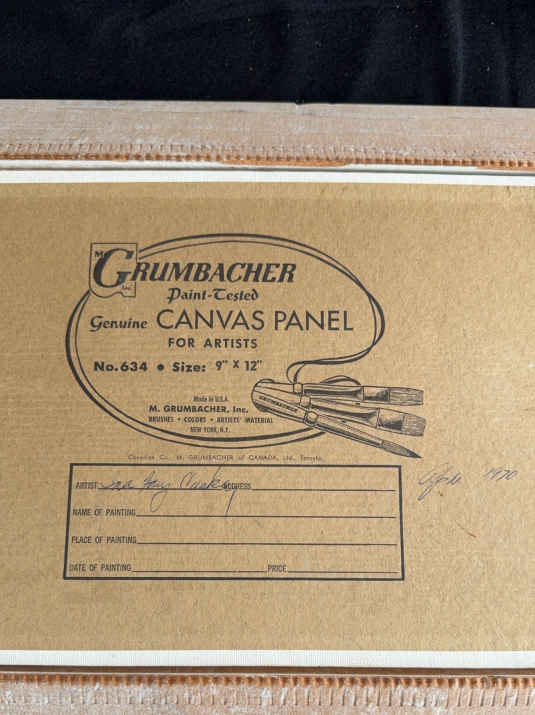 M GRUMBACHER INC.
Paint-Tested
Genuine CANVAS PANEL
FOR ARTISTS
No. 634 • Size: 9" X 12"
GRUMBACHER
Made in U.S.A.
M. GRUMBACHER, Inc.
BRUSHES • COLORS • ARTISTS' MATERIAL
NEW YORK, N.Y.
Canadian Co., M. GRUMBACHER of CANADA, Ltd., Toronto.
ARTIST ADDRESS
1970
NAME OF PAINTING
PLACE OF PAINTING
DATE OF PAINTING PRICE